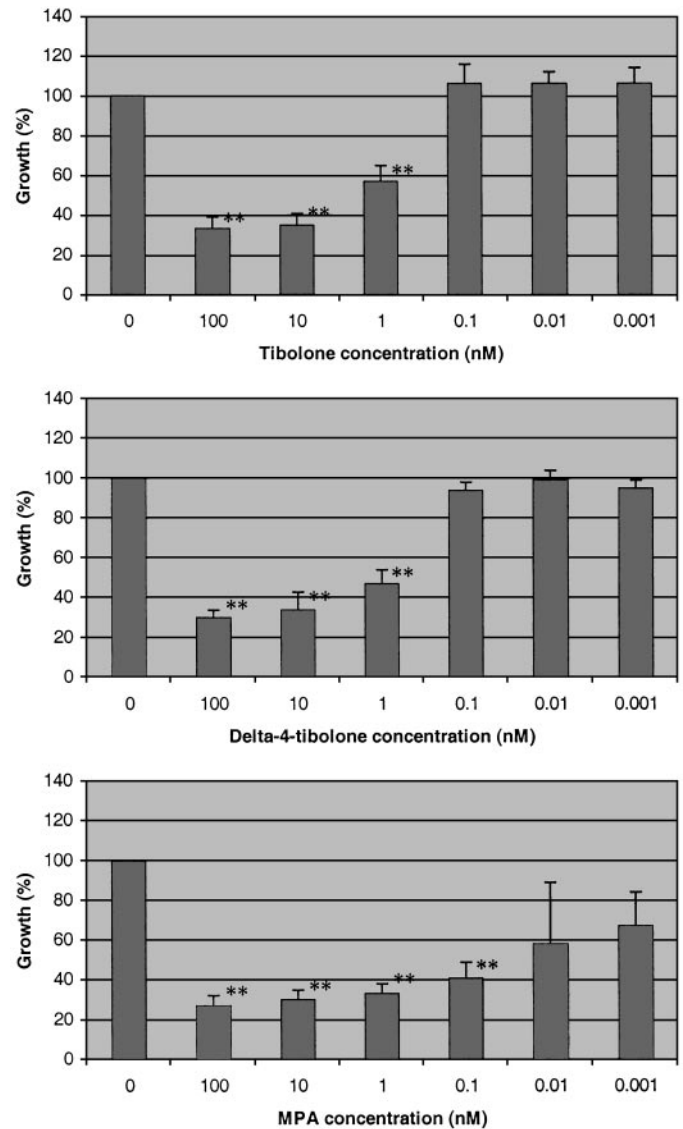 140
120
100
80
60
40
20
0
Growth (%)
** ** **
0 100 10 1 0.1 0.01 0.001
Tibolone concentration (nM)
140
120
100
80
60
40
20
0
Growth (%)
** ** **
0 100 10 1 0.1 0.01 0.001
Delta-4-tibolone concentration (nM)
140
120
100
80
60
40
20
0
Growth (%)
** ** ** **
0 100 10 1 0.1 0.01 0.001
MPA concentration (nM)